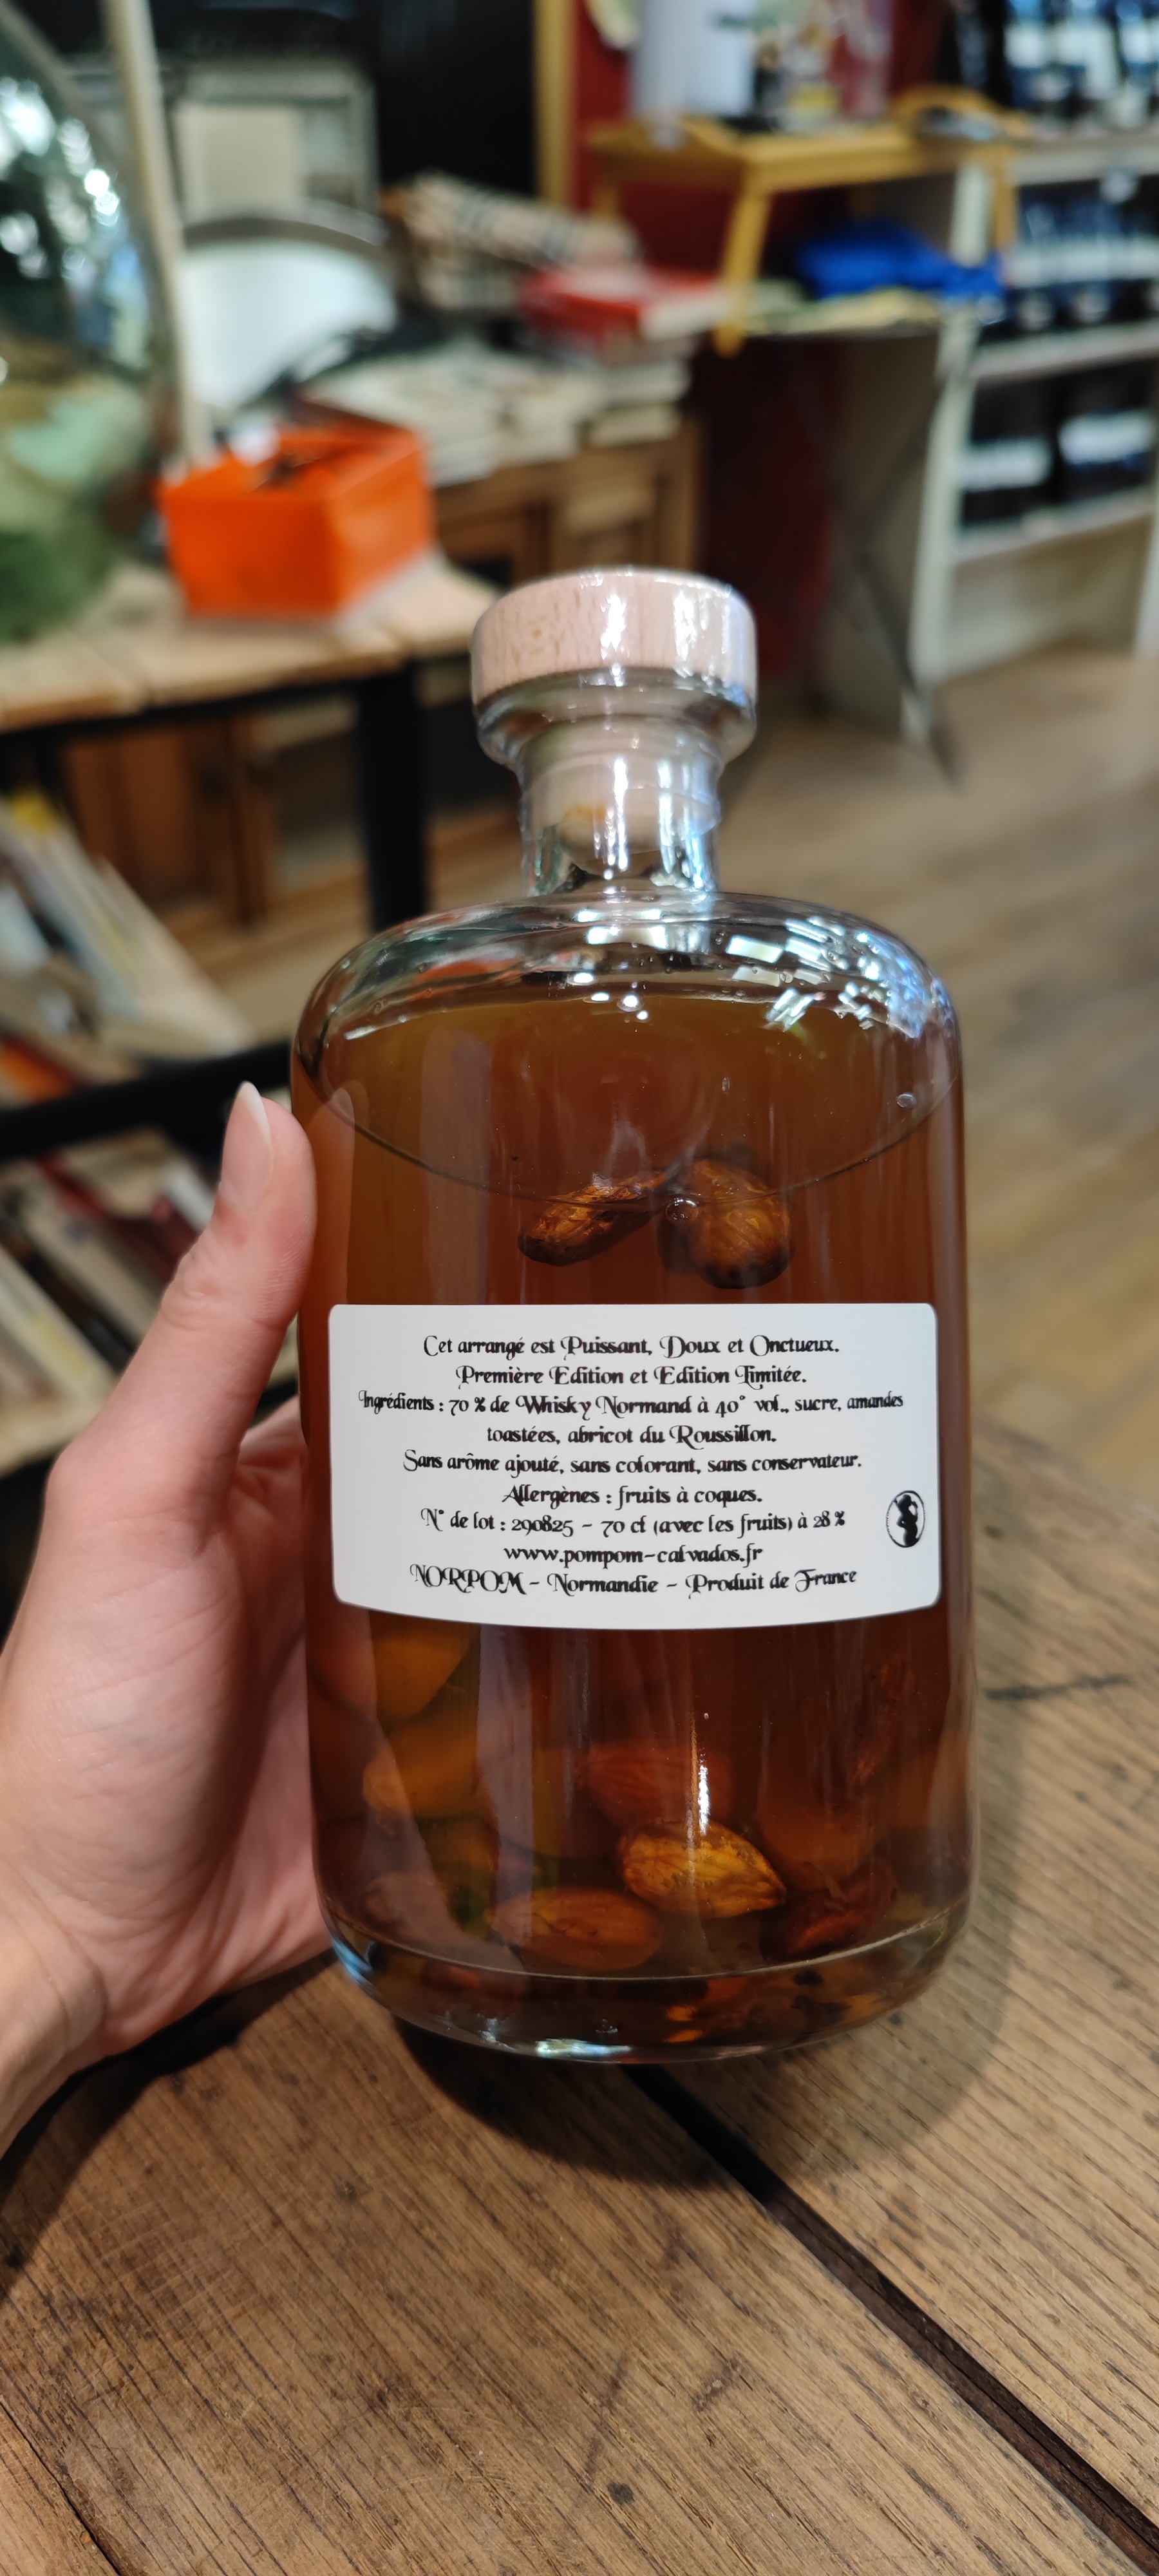 Cet arrangé est Puissant, Doux et Onctueux.
Première Edition et Edition Limitée.
Ingrédients : 70 % de Whisky Normand à 40° vol., sucre, amandes
toastées, abricot du Roussillon.
Sans arôme ajouté, sans colorant, sans conservateur.
Allergènes : fruits à coques.
N° de lot : 290825 - 70 cl (avec les fruits) à 28 %
www.pompom-calvados.fr
NORPOM - Normandie - Produit de France